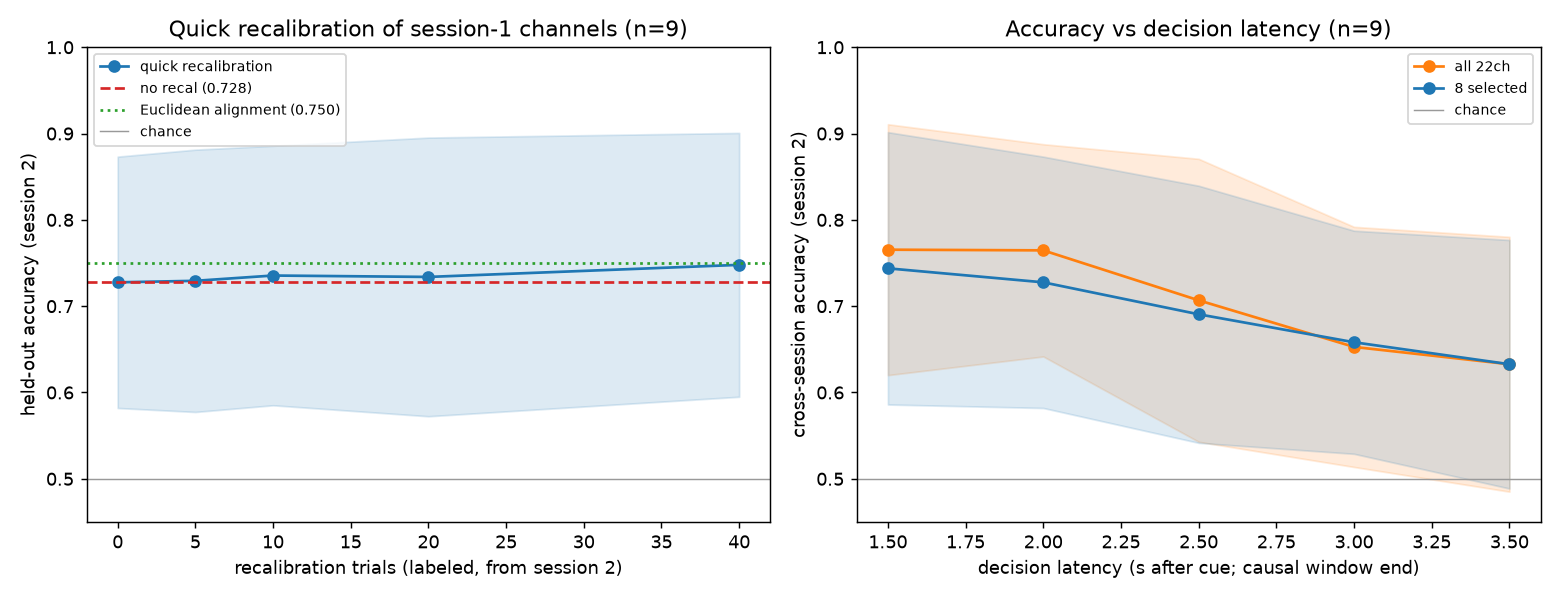 Quick recalibration of session-1 channels (n=9)
quick recalibration
no recal (0.728)
Euclidean alignment (0.750)
chance
1.0
0.9
0.8
0.7
0.6
0.5
held-out accuracy (session 2)
0 5 10 15 20 25 30 35 40
recalibration trials (labeled, from session 2)
Accuracy vs decision latency (n=9)
all 22ch
8 selected
chance
1.0
0.9
0.8
0.7
0.6
0.5
cross-session accuracy (session 2)
1.50 1.75 2.00 2.25 2.50 2.75 3.00 3.25 3.50
decision latency (s after cue; causal window end)